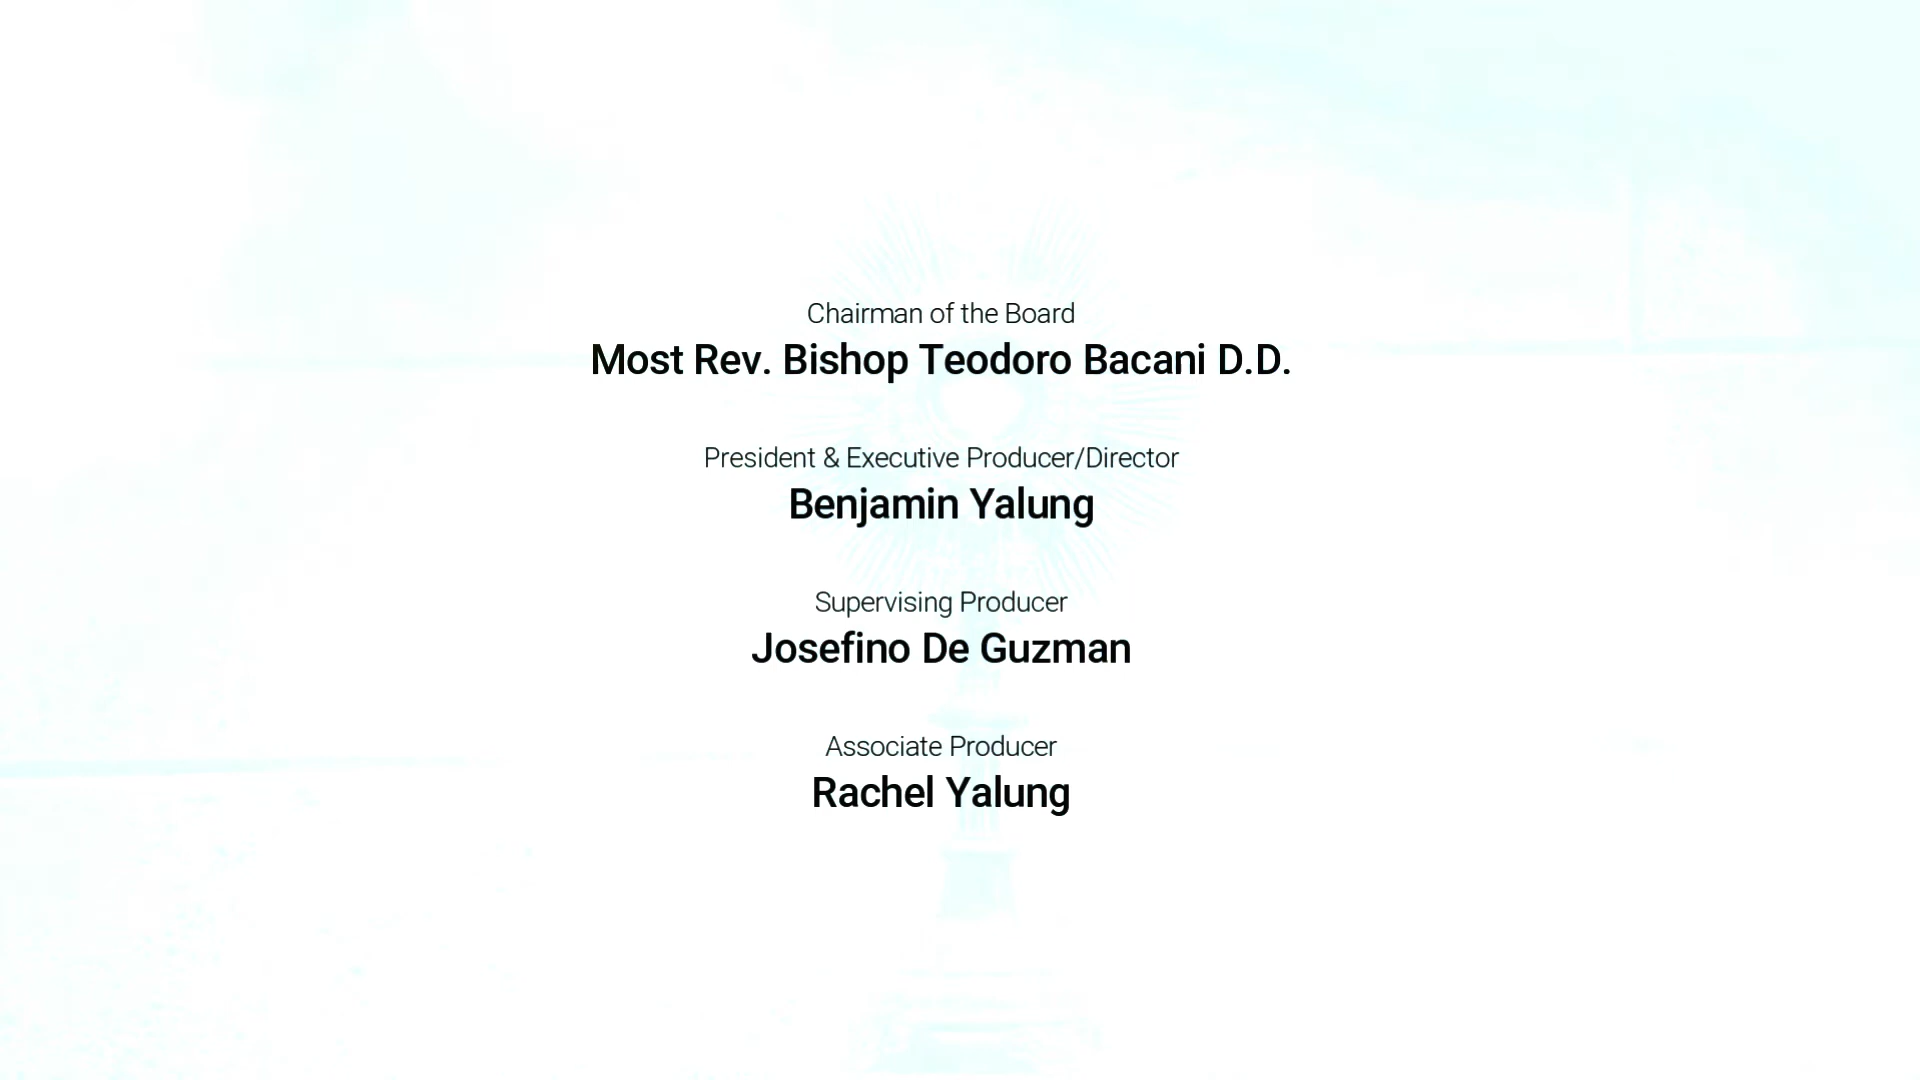 Chairman of the Board
Most Rev. Bishop Teodoro Bacani D.D.
President & Executive Producer/Director
Benjamin Yalung
Supervising Producer
Josefino De Guzman
Associate Producer
Rachel Yalung